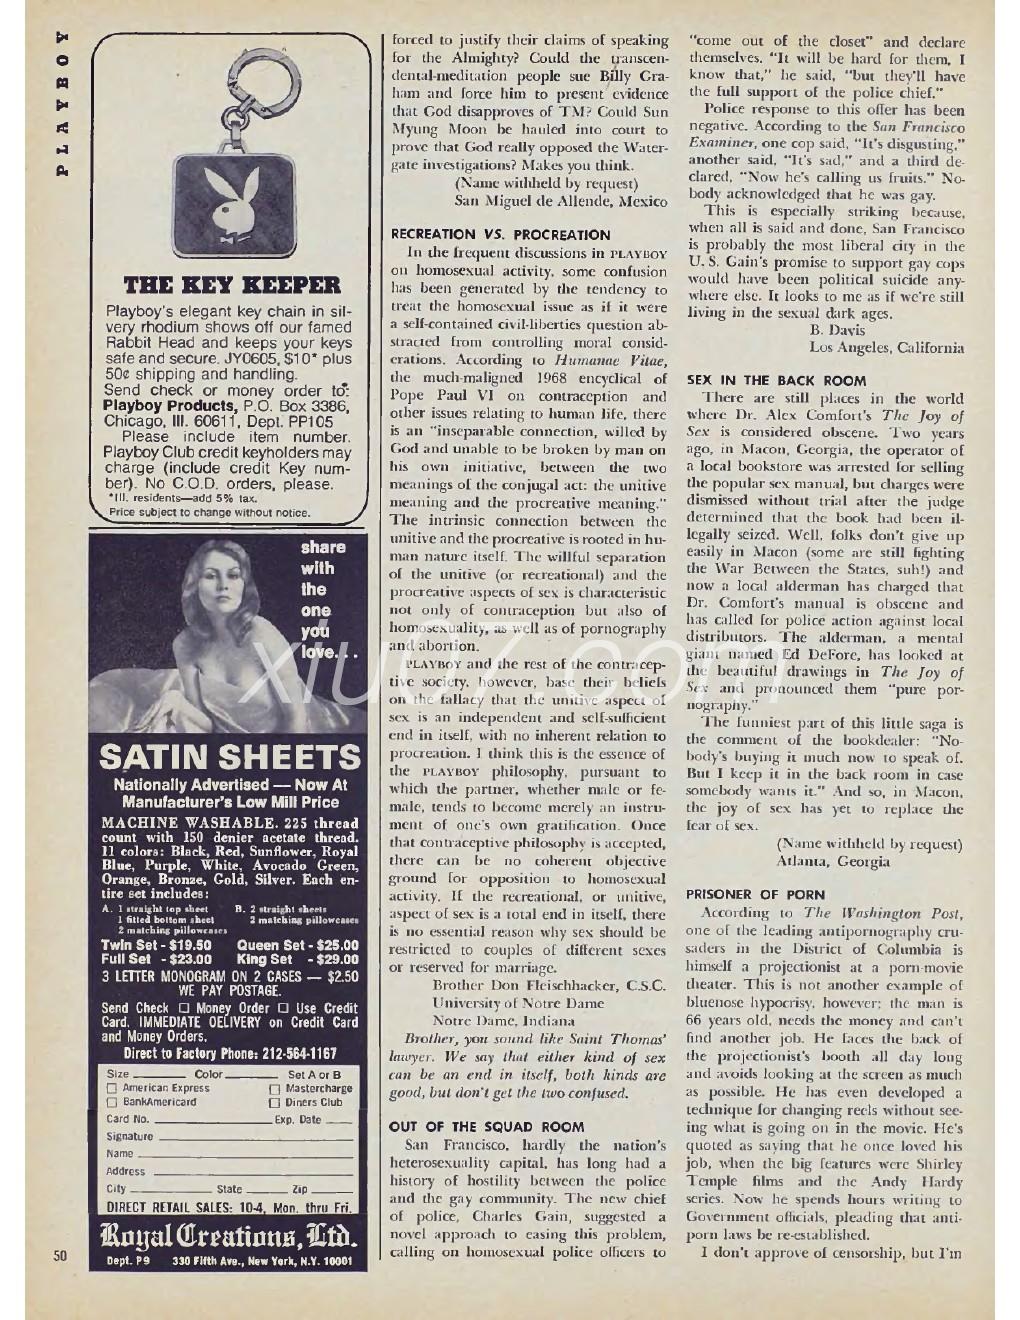 PLAYBOY
THE KEY KEEPER
Playboy's elegant key chain in sil-
very rhodium shows off our famed
Rabbit Head and keeps your keys
safe and secure. JY0605, $10* plus
50¢ shipping and handling.
Send check or money order to:
Playboy Products, P.O. Box 3386,
Chicago, Ill. 60611, Dept. PP105
Please include item number.
Playboy Club credit keyholders may
charge (include credit Key num-
ber). No C.O.D. orders, please.
*Ill. residents—add 5% tax.
Price subject to change without notice.
share
with
the
one
you
love...
SATIN SHEETS
Nationally Advertised — Now At
Manufacturer's Low Mill Price
MACHINE WASHABLE. 225 thread
count with 150 denier acetate thread.
11 colors: Black, Red, Sunflower, Royal
Blue, Purple, White, Avocado Green,
Orange, Bronze, Gold, Silver. Each en-
tire set includes:
A. 1 straight top sheet
1 fitted bottom sheet
2 matching pillowcases
B. 2 straight sheets
2 matching pillowcases
Twin Set - $19.50 Queen Set - $25.00
Full Set - $23.00 King Set - $29.00
3 LETTER MONOGRAM ON 2 CASES — $2.50
WE PAY POSTAGE.
Send Check □ Money Order □ Use Credit
Card. IMMEDIATE DELIVERY on Credit Card
and Money Orders.
Direct to Factory Phone: 212-564-1167
Size Color Set A or B
□ American Express □ Mastercharge
□ BankAmericard □ Diners Club
Card No. Exp. Date
Signature
Name
Address
City State Zip
DIRECT RETAIL SALES: 10-4, Mon. thru Fri.
Royal Creations, Ltd.
Dept. P9 330 Fifth Ave., New York, N.Y. 10001
50
forced to justify their claims of speaking
for the Almighty? Could the transcen-
dental-meditation people sue Billy Gra-
ham and force him to present evidence
that God disapproves of TM? Could Sun
Myung Moon be hauled into court to
prove that God really opposed the Water-
gate investigations? Makes you think.
(Name withheld by request)
San Miguel de Allende, Mexico
RECREATION VS. PROCREATION
In the frequent discussions in PLAYBOY
on homosexual activity, some confusion
has been generated by the tendency to
treat the homosexual issue as if it were
a self-contained civil-liberties question ab-
stracted from controlling moral consid-
erations. According to Humanae Vitae,
the much-maligned 1968 encyclical of
Pope Paul VI on contraception and
other issues relating to human life, there
is an "inseparable connection, willed by
God and unable to be broken by man on
his own initiative, between the two
meanings of the conjugal act: the unitive
meaning and the procreative meaning."
The intrinsic connection between the
unitive and the procreative is rooted in hu-
man nature itself. The willful separation
of the unitive (or recreational) and the
procreative aspects of sex is characteristic
not only of contraception but also of
homosexuality, as well as of pornography
and abortion.
PLAYBOY and the rest of the contracep-
tive society, however, base their beliefs
on the fallacy that the unitive aspect of
sex is an independent and self-sufficient
end in itself, with no inherent relation to
procreation. I think this is the essence of
the PLAYBOY philosophy, pursuant to
which the partner, whether male or fe-
male, tends to become merely an instru-
ment of one's own gratification. Once
that contraceptive philosophy is accepted,
there can be no coherent objective
ground for opposition to homosexual
activity. If the recreational, or unitive,
aspect of sex is a total end in itself, there
is no essential reason why sex should be
restricted to couples of different sexes
or reserved for marriage.
Brother Don Fleischhacker, C.S.C.
University of Notre Dame
Notre Dame, Indiana
Brother, you sound like Saint Thomas'
lawyer. We say that either kind of sex
can be an end in itself, both kinds are
good, but don't get the two confused.
OUT OF THE SQUAD ROOM
San Francisco, hardly the nation's
heterosexuality capital, has long had a
history of hostility between the police
and the gay community. The new chief
of police, Charles Gain, suggested a
novel approach to easing this problem,
calling on homosexual police officers to
"come out of the closet" and declare
themselves. "It will be hard for them, I
know that," he said, "but they'll have
the full support of the police chief."
Police response to this offer has been
negative. According to the San Francisco
Examiner, one cop said, "It's disgusting,"
another said, "It's sad," and a third de-
clared, "Now he's calling us fruits." No-
body acknowledged that he was gay.
This is especially striking because,
when all is said and done, San Francisco
is probably the most liberal city in the
U. S. Gain's promise to support gay cops
would have been political suicide any-
where else. It looks to me as if we're still
living in the sexual dark ages.
B. Davis
Los Angeles, California
SEX IN THE BACK ROOM
There are still places in the world
where Dr. Alex Comfort's The Joy of
Sex is considered obscene. Two years
ago, in Macon, Georgia, the operator of
a local bookstore was arrested for selling
the popular sex manual, but charges were
dismissed without trial after the judge
determined that the book had been il-
legally seized. Well, folks don't give up
easily in Macon (some are still fighting
the War Between the States, suh!) and
now a local alderman has charged that
Dr. Comfort's manual is obscene and
has called for police action against local
distributors. The alderman, a mental
giant named Ed DeFore, has looked at
the beautiful drawings in The Joy of
Sex and pronounced them "pure por-
nography."
The funniest part of this little saga is
the comment of the bookdealer: "No-
body's buying it much now to speak of.
But I keep it in the back room in case
somebody wants it." And so, in Macon,
the joy of sex has yet to replace the
fear of sex.
(Name withheld by request)
Atlanta, Georgia
PRISONER OF PORN
According to The Washington Post,
one of the leading antipornography cru-
saders in the District of Columbia is
himself a projectionist at a porn-movie
theater. This is not another example of
bluenose hypocrisy, however; the man is
66 years old, needs the money and can't
find another job. He faces the back of
the projectionist's booth all day long
and avoids looking at the screen as much
as possible. He has even developed a
technique for changing reels without see-
ing what is going on in the movie. He's
quoted as saying that he once loved his
job, when the big features were Shirley
Temple films and the Andy Hardy
series. Now he spends hours writing to
Government officials, pleading that anti-
porn laws be re-established.
I don't approve of censorship, but I'm
xiu67.com